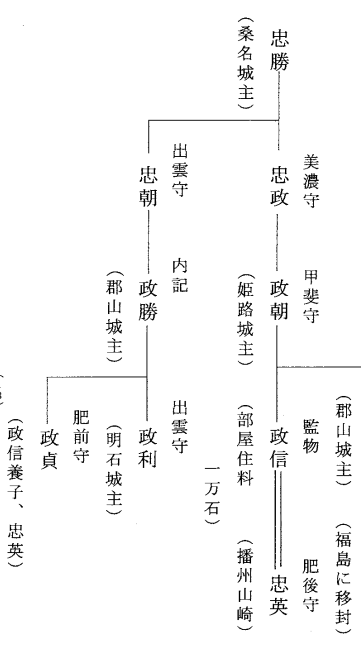 （郡山城主）
（福島に移封）
美濃守
甲斐守
監物
肥後守
忠勝
忠政
政朝
政信
忠英
（桑名城主）
（姫路城主）
（部屋住料
一万石）
（播州山崎）
出雲守
内記
出雲守
忠朝
政勝
政利
（郡山城主）
（明石城主）
肥前守
政貞
（政信養子、忠英）